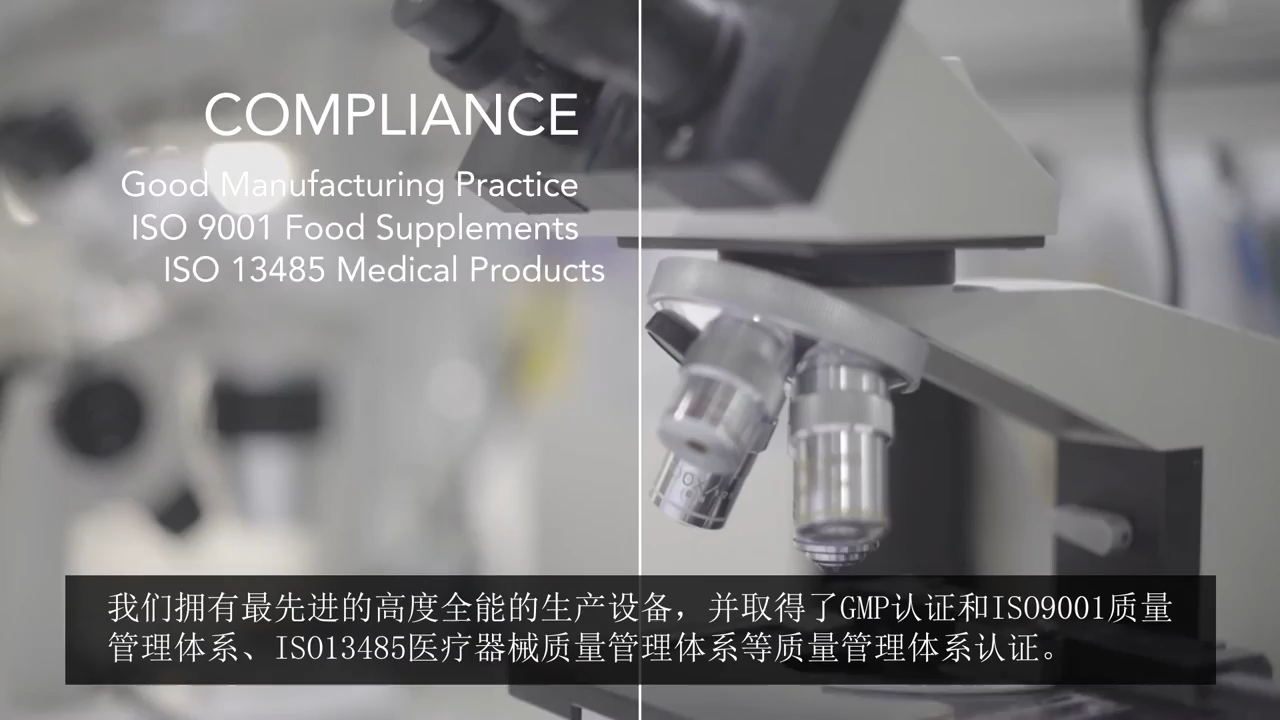 COMPLIANCE
Good Manufacturing Practice
ISO 9001 Food Supplements
ISO 13485 Medical Products
我们拥有最先进的高度全能的生产设备，并取得了GMP认证和ISO9001质量
管理体系、ISO13485医疗器械质量管理体系等质量管理体系认证。